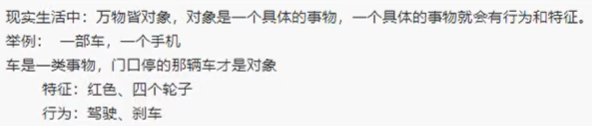 现实生活中：万物皆对象，对象是一个具体的事物，一个具体的事物就会有行为和特征。
举例： 一部车，一个手机
车是一类事物，门口停的那辆车才是对象
特征：红色、四个轮子
行为：驾驶、刹车